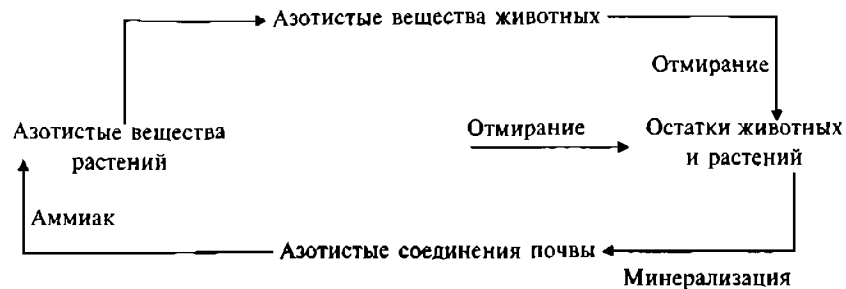 Азотистые вещества животных
Отмирание
Азотистые вещества
растений
Отмирание
Остатки животных
и растений
Аммиак
Азотистые соединения почвы
Минерализация